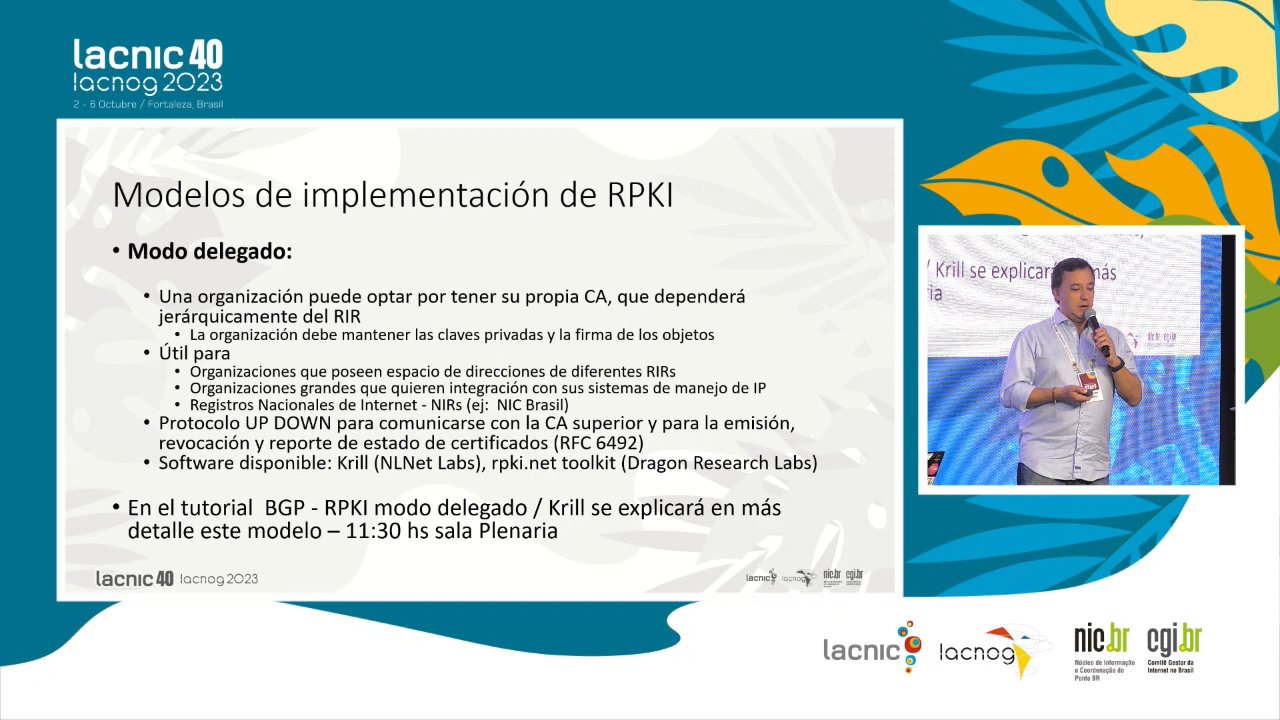 lacnic 40
lacnog 2023
2 - 6 Octubre / Fortaleza, Brasil
Modelos de implementación de RPKI
• Modo delegado:
• Una organización puede optar por tener su propia CA, que dependerá
jerárquicamente del RIR
• La organización debe mantener las claves privadas y la firma de los objetos
• Útil para
• Organizaciones que poseen espacio de direcciones de diferentes RIRs
• Organizaciones grandes que quieren integración con sus sistemas de manejo de IP
• Registros Nacionales de Internet - NIRs (ej: NIC Brasil)
• Protocolo UP DOWN para comunicarse con la CA superior y para la emisión,
revocación y reporte de estado de certificados (RFC 6492)
• Software disponible: Krill (NLNet Labs), rpki.net toolkit (Dragon Research Labs)
• En el tutorial BGP - RPKI modo delegado / Krill se explicará en más
detalle este modelo – 11:30 hs sala Plenaria
lacnic 40 lacnog 2023
lacnic lacnog nic.br cgi.br
/ Krill se explicará más
lacnic
lacnog
nic.br
Núcleo de Informação
e Coordenação do
Ponto BR
cgi.br
Comitê Gestor da
Internet no Brasil